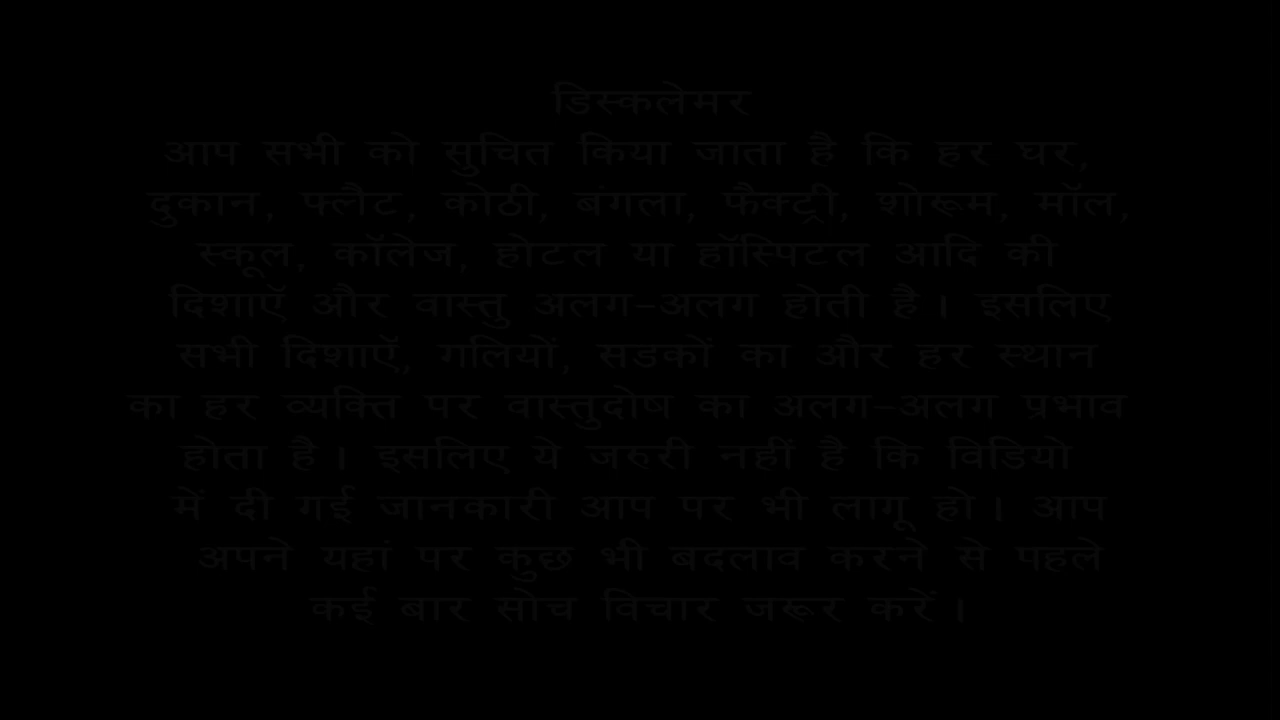 डिस्कलेमर
आप सभी को सुचित किया जाता है कि हर घर,
दुकान, फ्लैट, कोठी, बंगला, फैक्ट्री, शोरूम, मॉल,
स्कूल, कॉलेज, होटल या हॉस्पिटल आदि की
दिशाऍ और वास्तु अलग-अलग होती है। इसलिए
सभी दिशाऍ, गलियों, सडकों का और हर स्थान
का हर व्यक्ति पर वास्तुदोष का अलग-अलग प्रभाव
होता है। इसलिए ये जरुरी नहीं है कि विडियो
में दी गई जानकारी आप पर भी लागू हो। आप
अपने यहां पर कुछ भी बदलाव करने से पहले
कई बार सोच विचार जरूर करें।